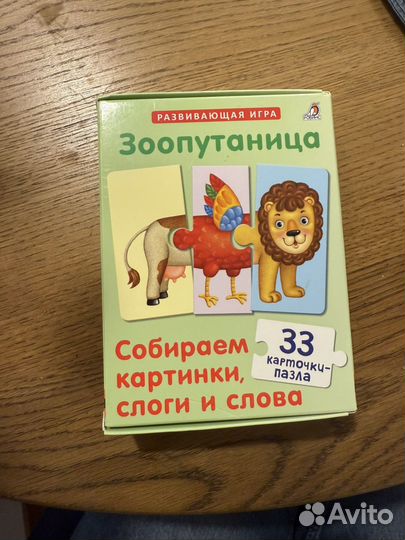 РАЗВИВАЮЩАЯ ИГРА
Зоопутаница
Собираем
картинки,
слоги и слова
33
карточки-
пазла
Avito